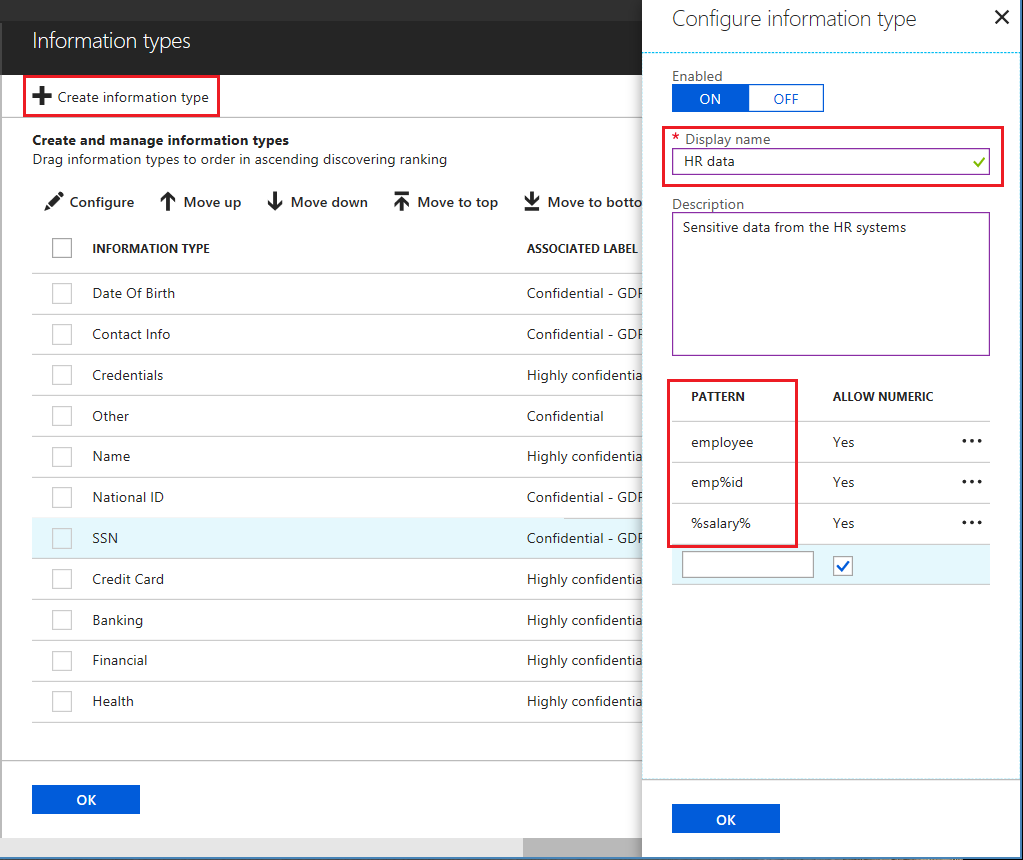 Information types
Create information type
Create and manage information types
Drag information types to order in ascending discovering ranking
Configure Move up Move down Move to top Move to botto
INFORMATION TYPE ASSOCIATED LABEL
Date Of Birth Confidential - GDP
Contact Info Confidential - GDP
Credentials Highly confidentia
Other Confidential
Name Highly confidentia
National ID Confidential - GDP
SSN Confidential - GDP
Credit Card Highly confidentia
Banking Highly confidentia
Financial Highly confidentia
Health Highly confidentia
OK
Configure information type
Enabled
ON OFF
* Display name
HR data
Description
Sensitive data from the HR systems
PATTERN ALLOW NUMERIC
employee Yes
emp%id Yes
%salary% Yes
OK